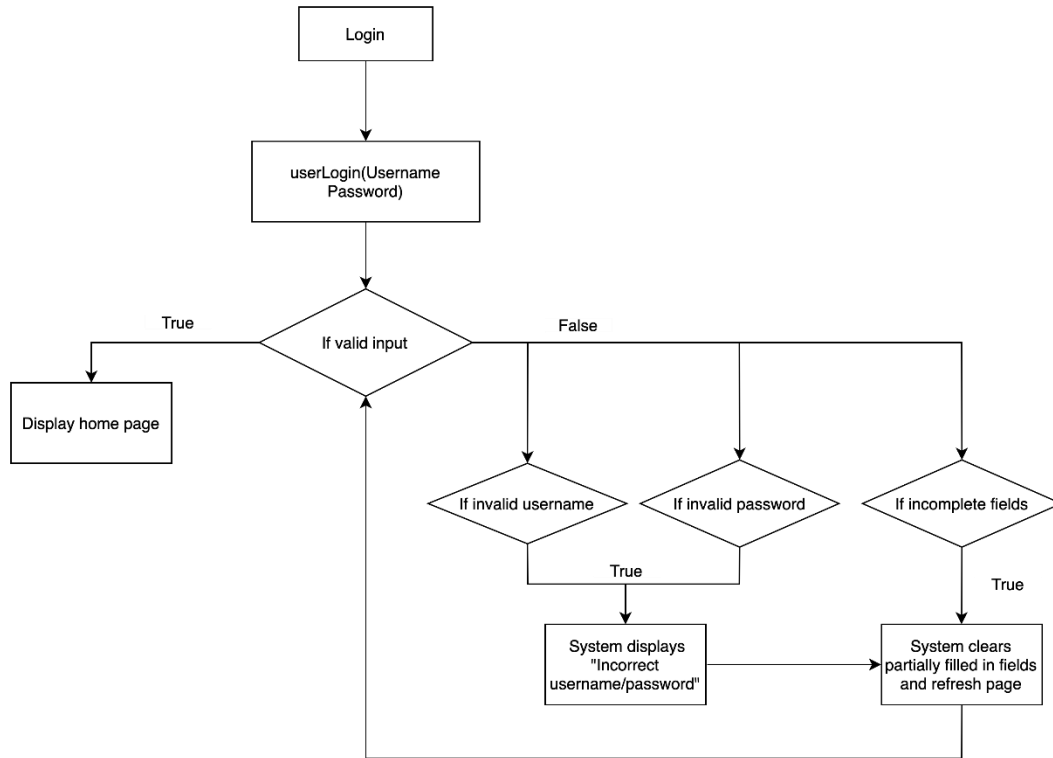 Login
userLogin(Username
Password)
True
If valid input
False
Display home page
If invalid username
If invalid password
If incomplete fields
True
True
System displays
"Incorrect
username/password"
System clears
partially filled in fields
and refresh page